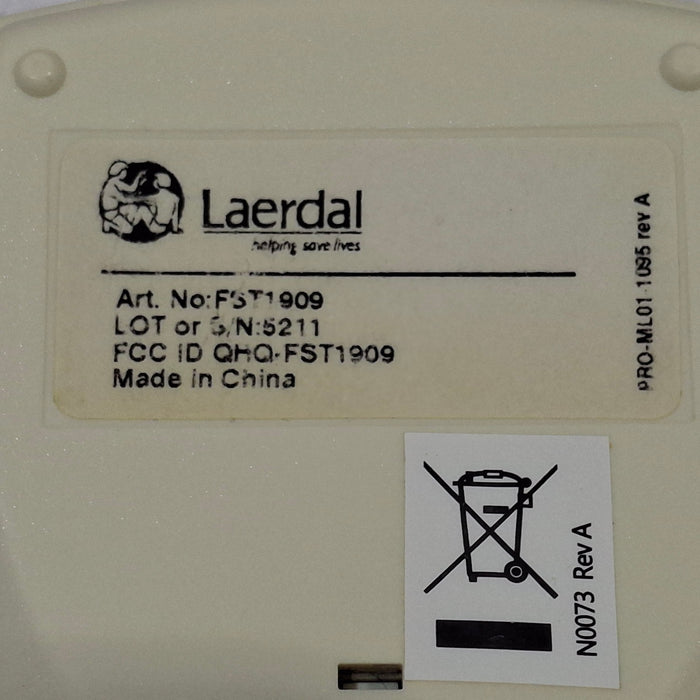 Laerdal
helping save lives
Art. No:FST1909
LOT or S/N:5211
FCC ID QHQ-FST1909
Made in China
PRO-ML01-1095 rev A
N0073 Rev A